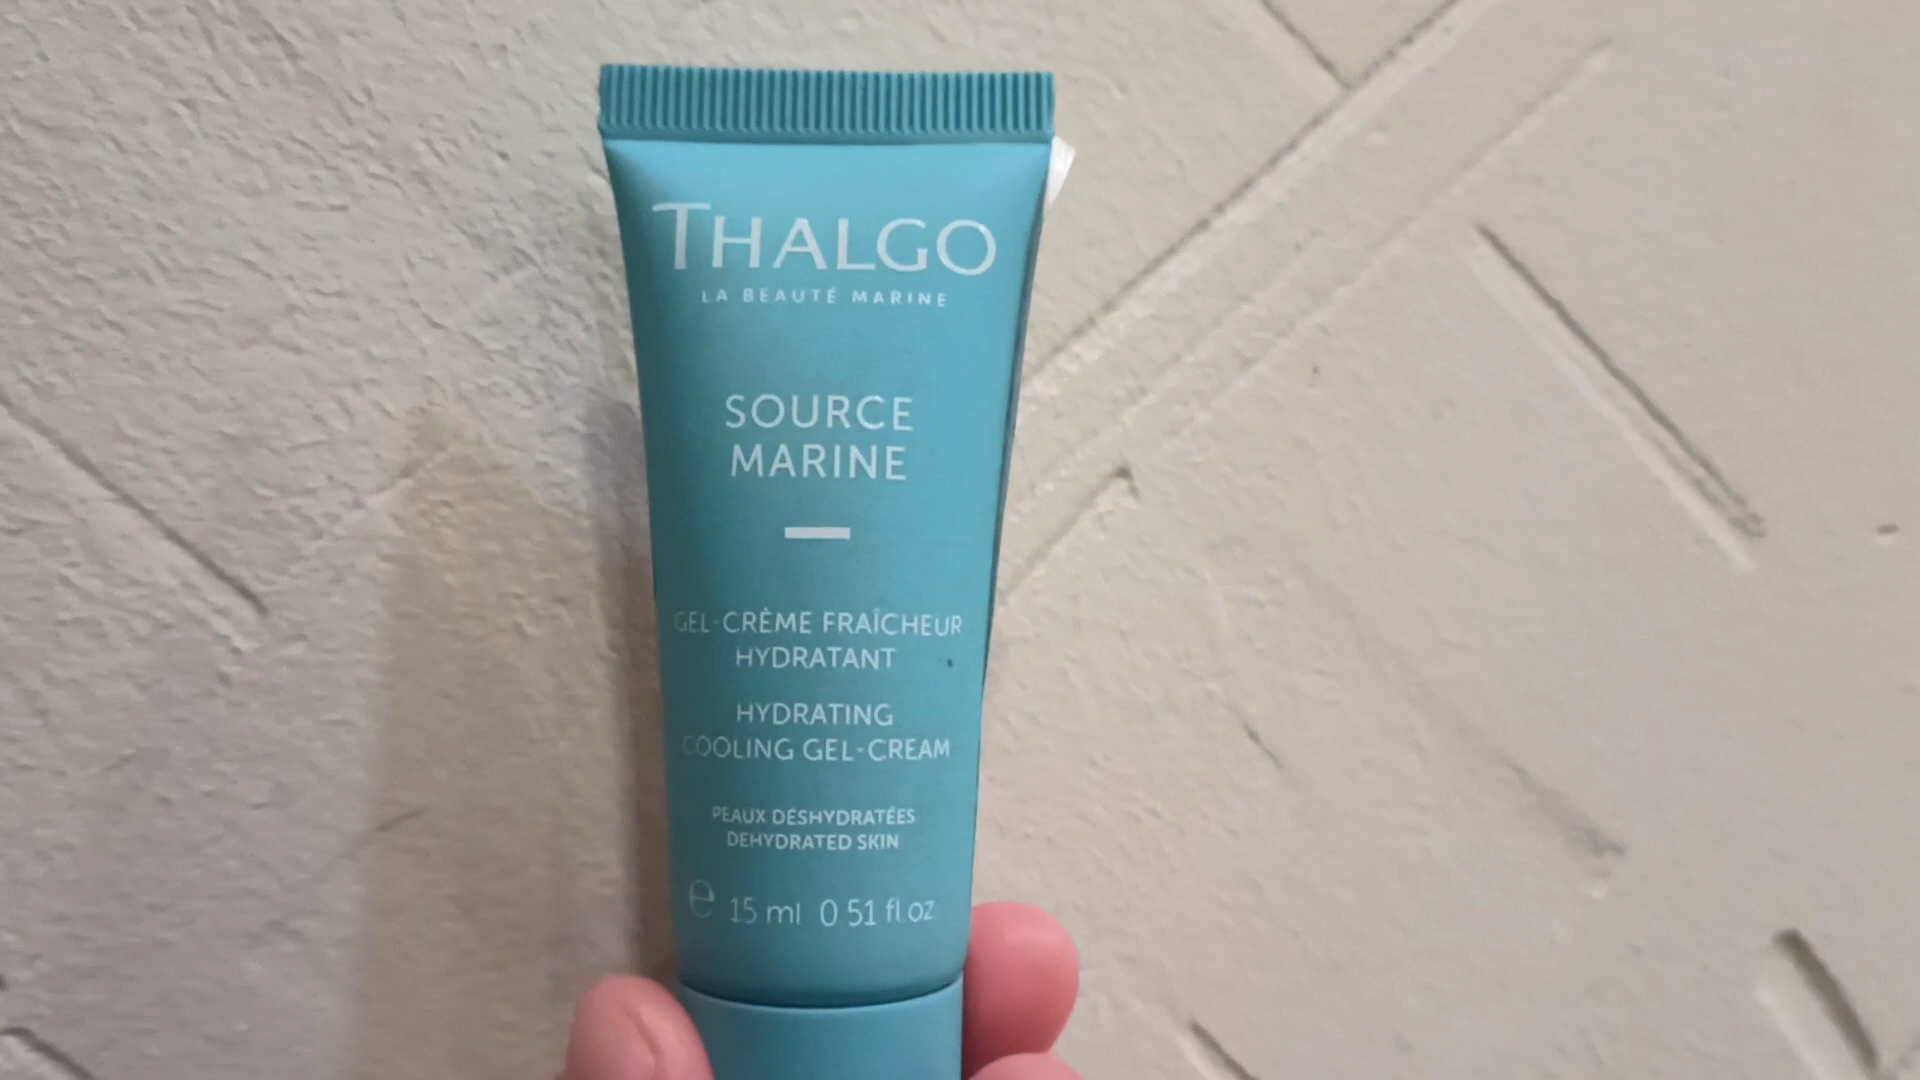 THALGO
LA BEAUTÉ MARINE
SOURCE
MARINE
GEL-CRÈME FRAÎCHEUR
HYDRATANT
HYDRATING
COOLING GEL-CREAM
PEAUX DÉSHYDRATÉES
DEHYDRATED SKIN
e 15 ml 0 51 fl oz